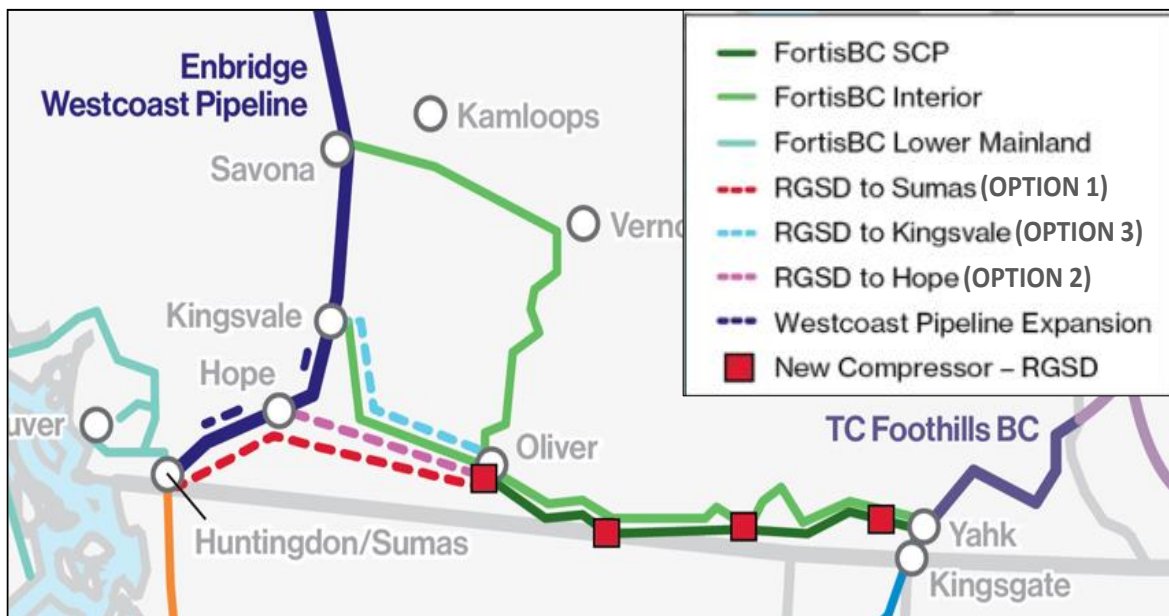 Enbridge
Westcoast Pipeline
Kamloops
Savona
Verno
Kingsvale
Hope
uver
Oliver
Huntingdon/Sumas
TC Foothills BC
Yahk
Kingsgate
FortisBC SCP
FortisBC Interior
FortisBC Lower Mainland
RGSD to Sumas (OPTION 1)
RGSD to Kingsvale (OPTION 3)
RGSD to Hope (OPTION 2)
Westcoast Pipeline Expansion
New Compressor – RGSD